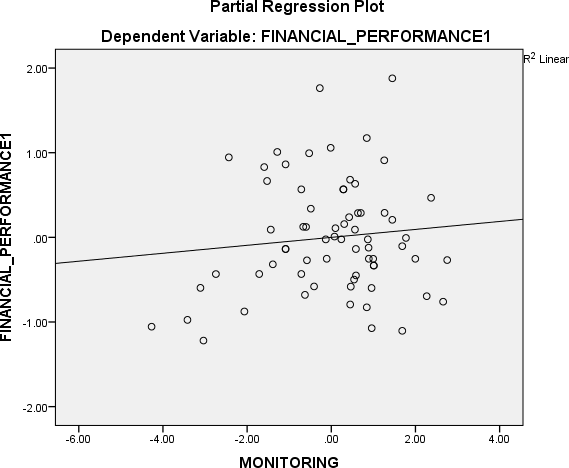 Partial Regression Plot
Dependent Variable: FINANCIAL_PERFORMANCE1
R2 Linear
FINANCIAL_PERFORMANCE1
2.00
1.00
.00
-1.00
-2.00
-6.00 -4.00 -2.00 .00 2.00 4.00
MONITORING